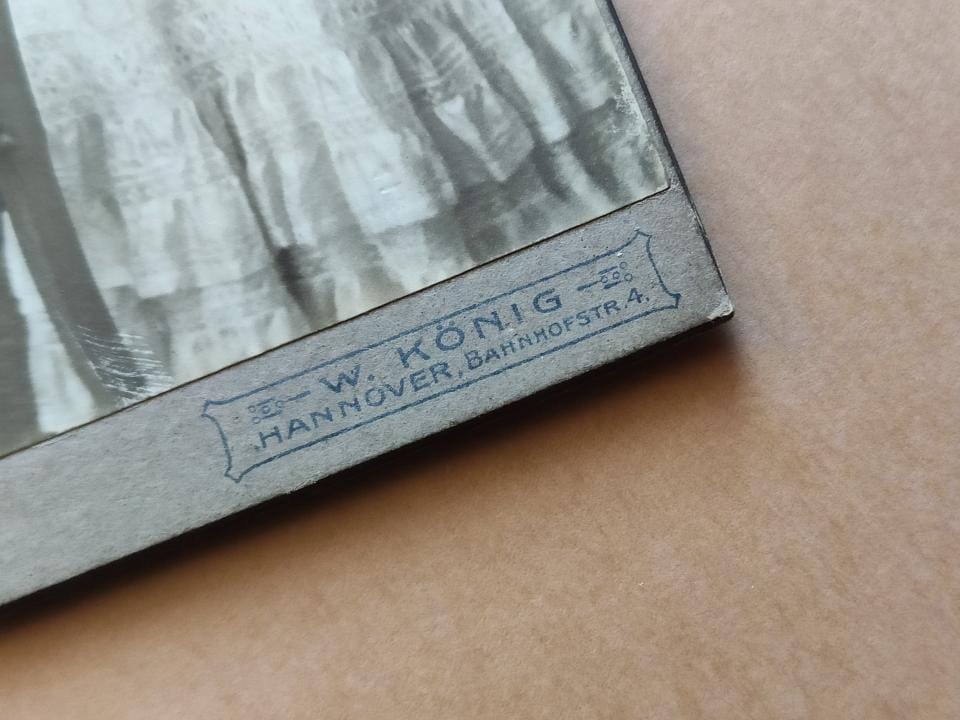 W. KÖNIG
HANNOVER, BAHNHOFSTR. 4.